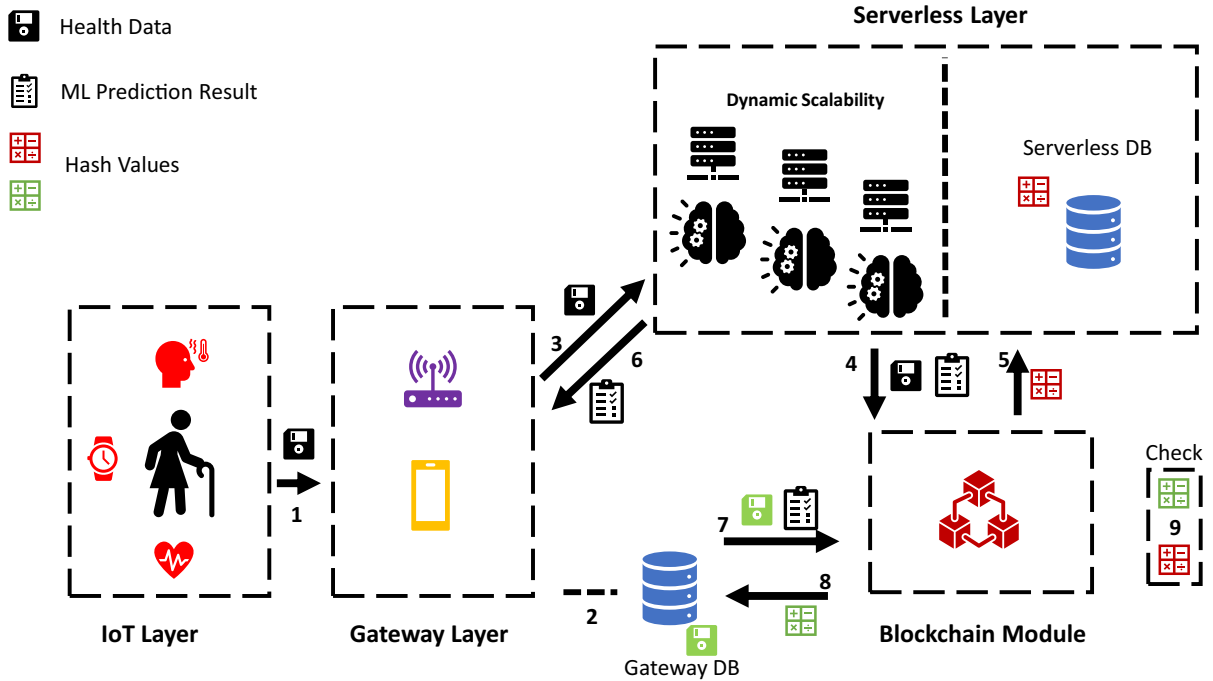 Serverless Layer
Health Data
ML Prediction Result
Hash Values
Dynamic Scalability
Serverless DB
3
6
4
5
1
Check
9
7
8
2
IoT Layer
Gateway Layer
Gateway DB
Blockchain Module